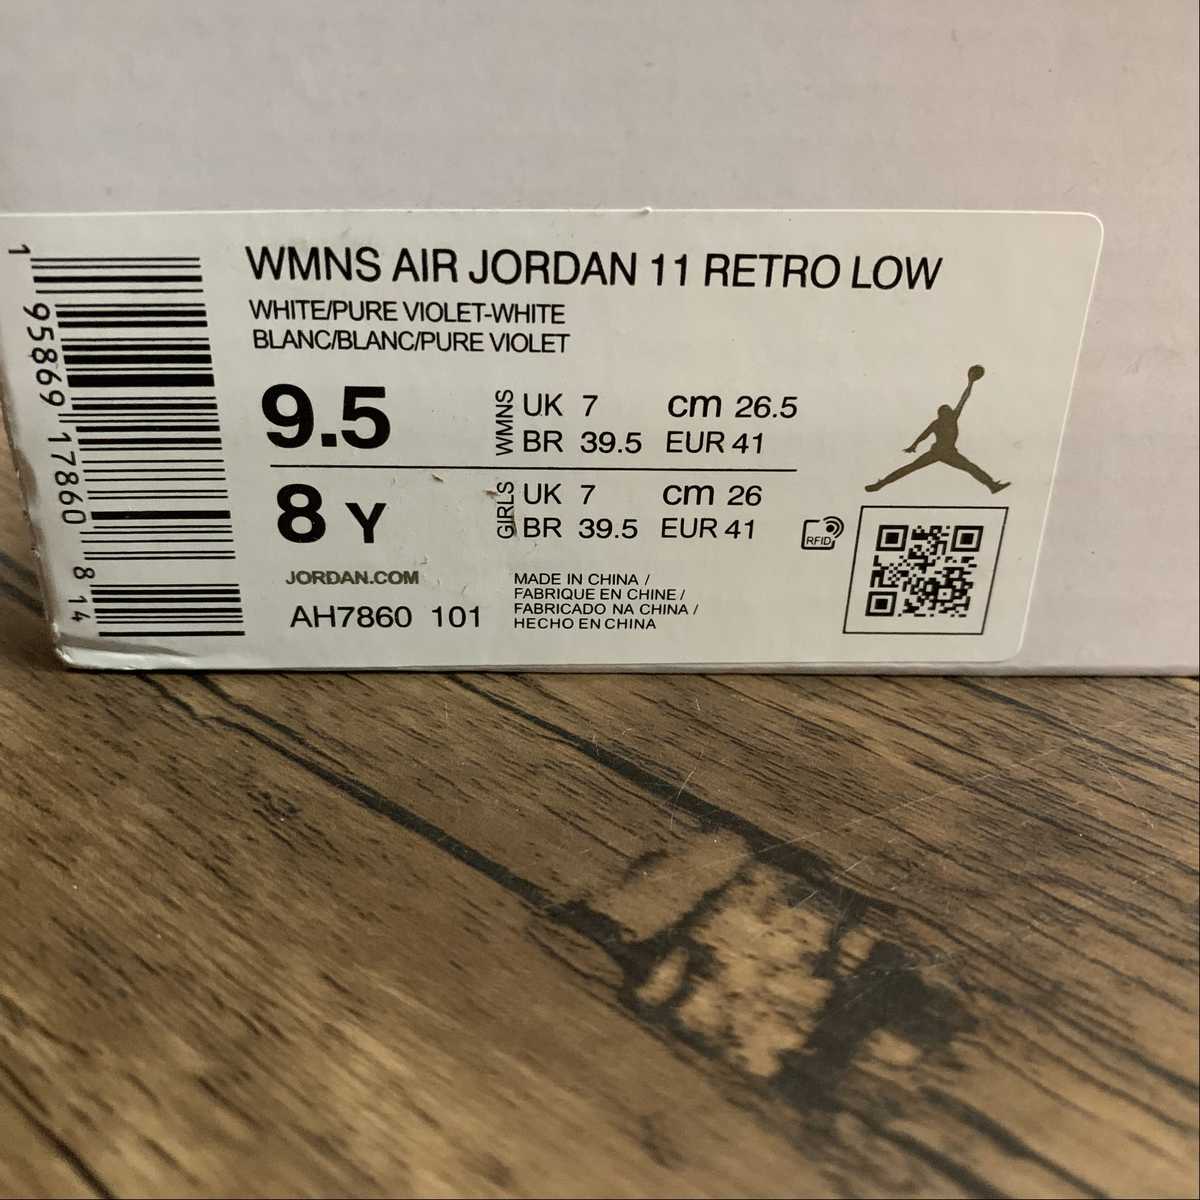 WMNS AIR JORDAN 11 RETRO LOW
WHITE/PURE VIOLET-WHITE
BLANC/BLANC/PURE VIOLET
9.5 WMNS UK 7 cm 26.5
BR 39.5 EUR 41
8 Y GIRLS UK 7 cm 26
BR 39.5 EUR 41
RFID
JORDAN.COM
AH7860 101
MADE IN CHINA /
FABRIQUE EN CHINE /
FABRICADO NA CHINA /
HECHO EN CHINA
1 95869 17860 8 14